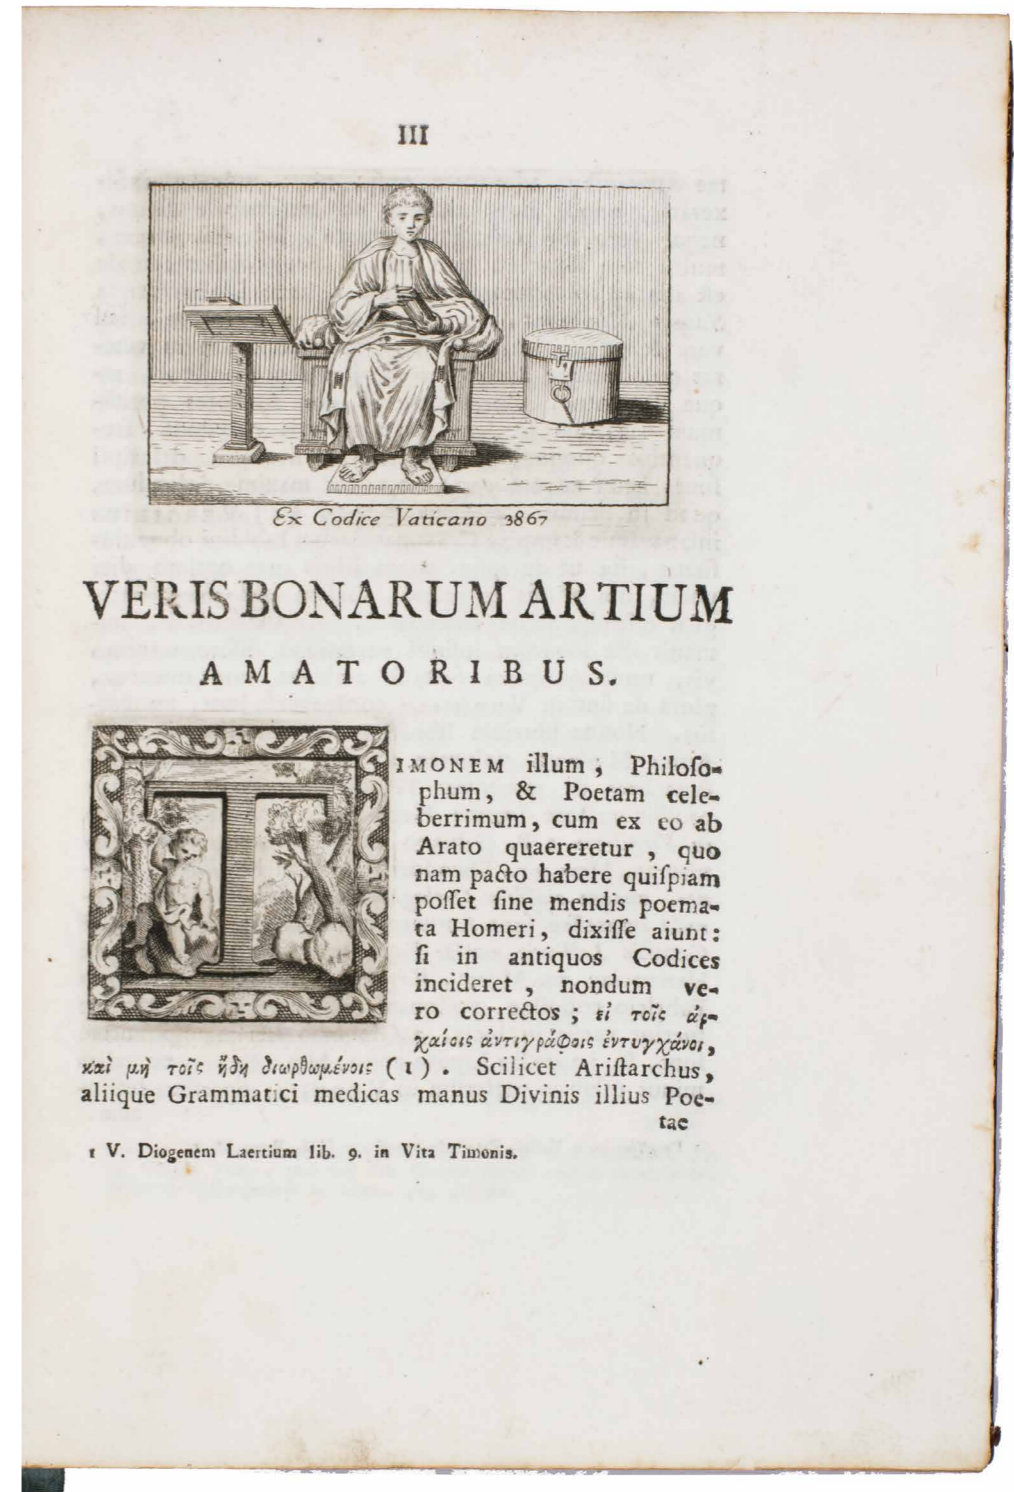 III
Ex Codice Vaticano 3867
VERIS BONARUM ARTIUM
AMATORIBUS.
TIMONEM illum, Philoſo-
phum, & Poetam cele-
berrimum, cum ex eo ab
Arato quaereretur, quo
nam pacto habere quiſpiam
poſſet ſine mendis poema-
ta Homeri, dixiſſe aiunt:
ſi in antiquos Codices
incideret, nondum ve-
ro correctos; εἰ τοῖς ἀρ-
χαίοις ἀντιγράφοις ἐντυγχάνοι,
καὶ μὴ τοῖς ἤδη διωρθωμένοις (1). Scilicet Ariſtarchus,
aliique Grammatici medicas manus Divinis illius Poe-
tae
1 V. Diogenem Laertium lib. 9. in Vita Timonis.